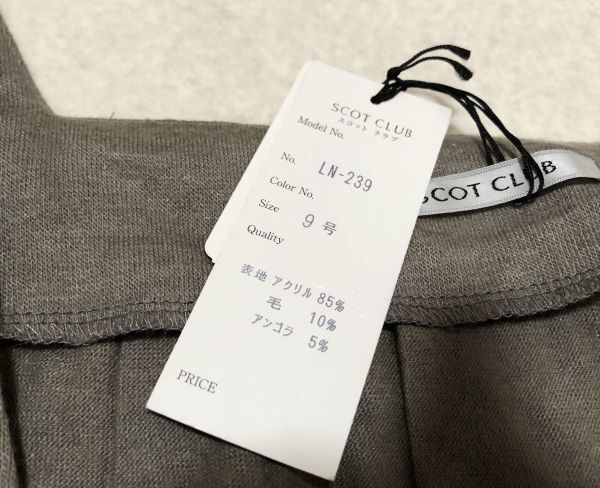 SCOT CLUB
スコット クラブ
Model No.
No. LN-239
Color No.
Size 9 号
Quality
表地 アクリル 85%
毛 10%
アンゴラ 5%
PRICE
SCOT CLUB